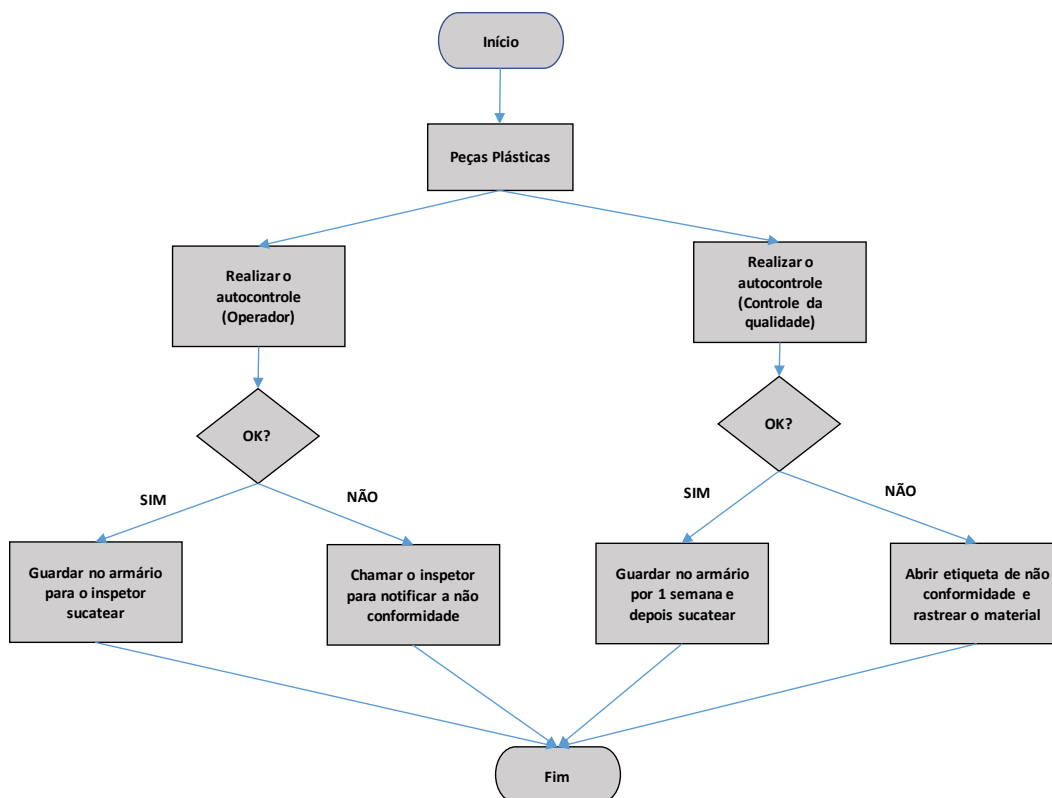 Início
Peças Plásticas
Realizar o
autocontrole
(Operador)
Realizar o
autocontrole
(Controle da
qualidade)
OK?
OK?
SIM
NÃO
SIM
NÃO
Guardar no armário
para o inspetor
sucatear
Chamar o inspetor
para notificar a não
conformidade
Guardar no armário
por 1 semana e
depois sucatear
Abrir etiqueta de não
conformidade e
rastrear o material
Fim